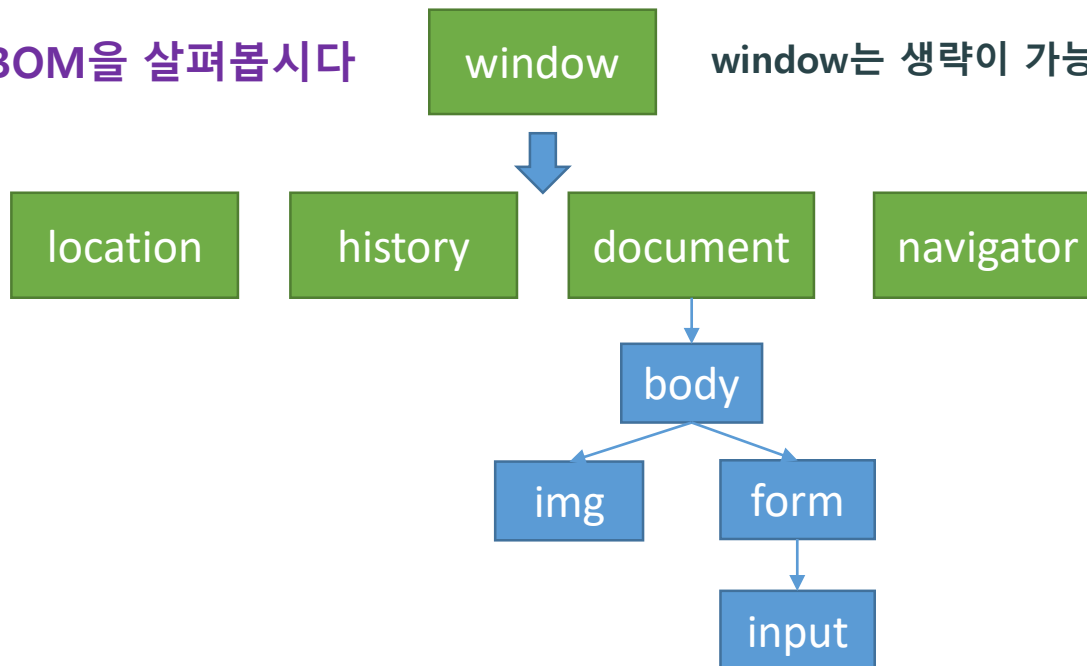 BOM을 살펴봅시다
window
window는 생략이 가능
location
history
document
navigator
body
img
form
input